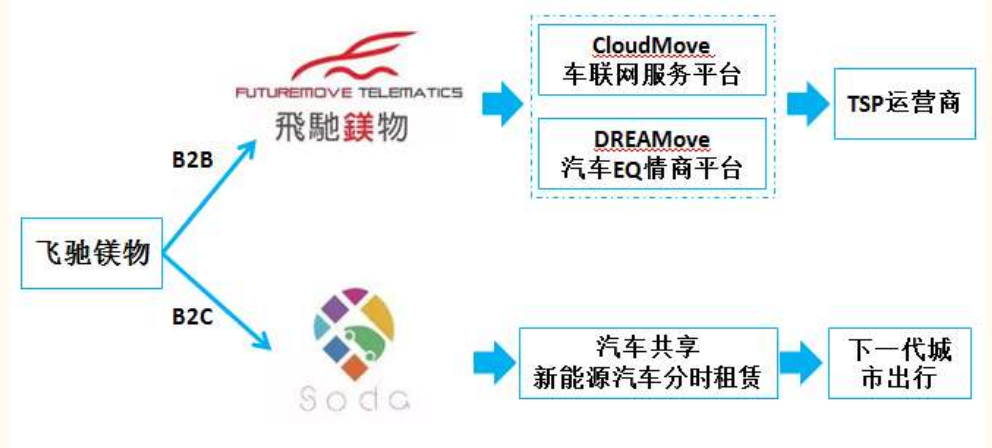 CloudMove
车联网服务平台
FUTUREMOVE TELEMATICS
飛馳鎂物
TSP运营商
DREAMove
汽车EQ情商平台
B2B
飞驰镁物
B2C
汽车共享
新能源汽车分时租赁
下一代城
市出行
Soda